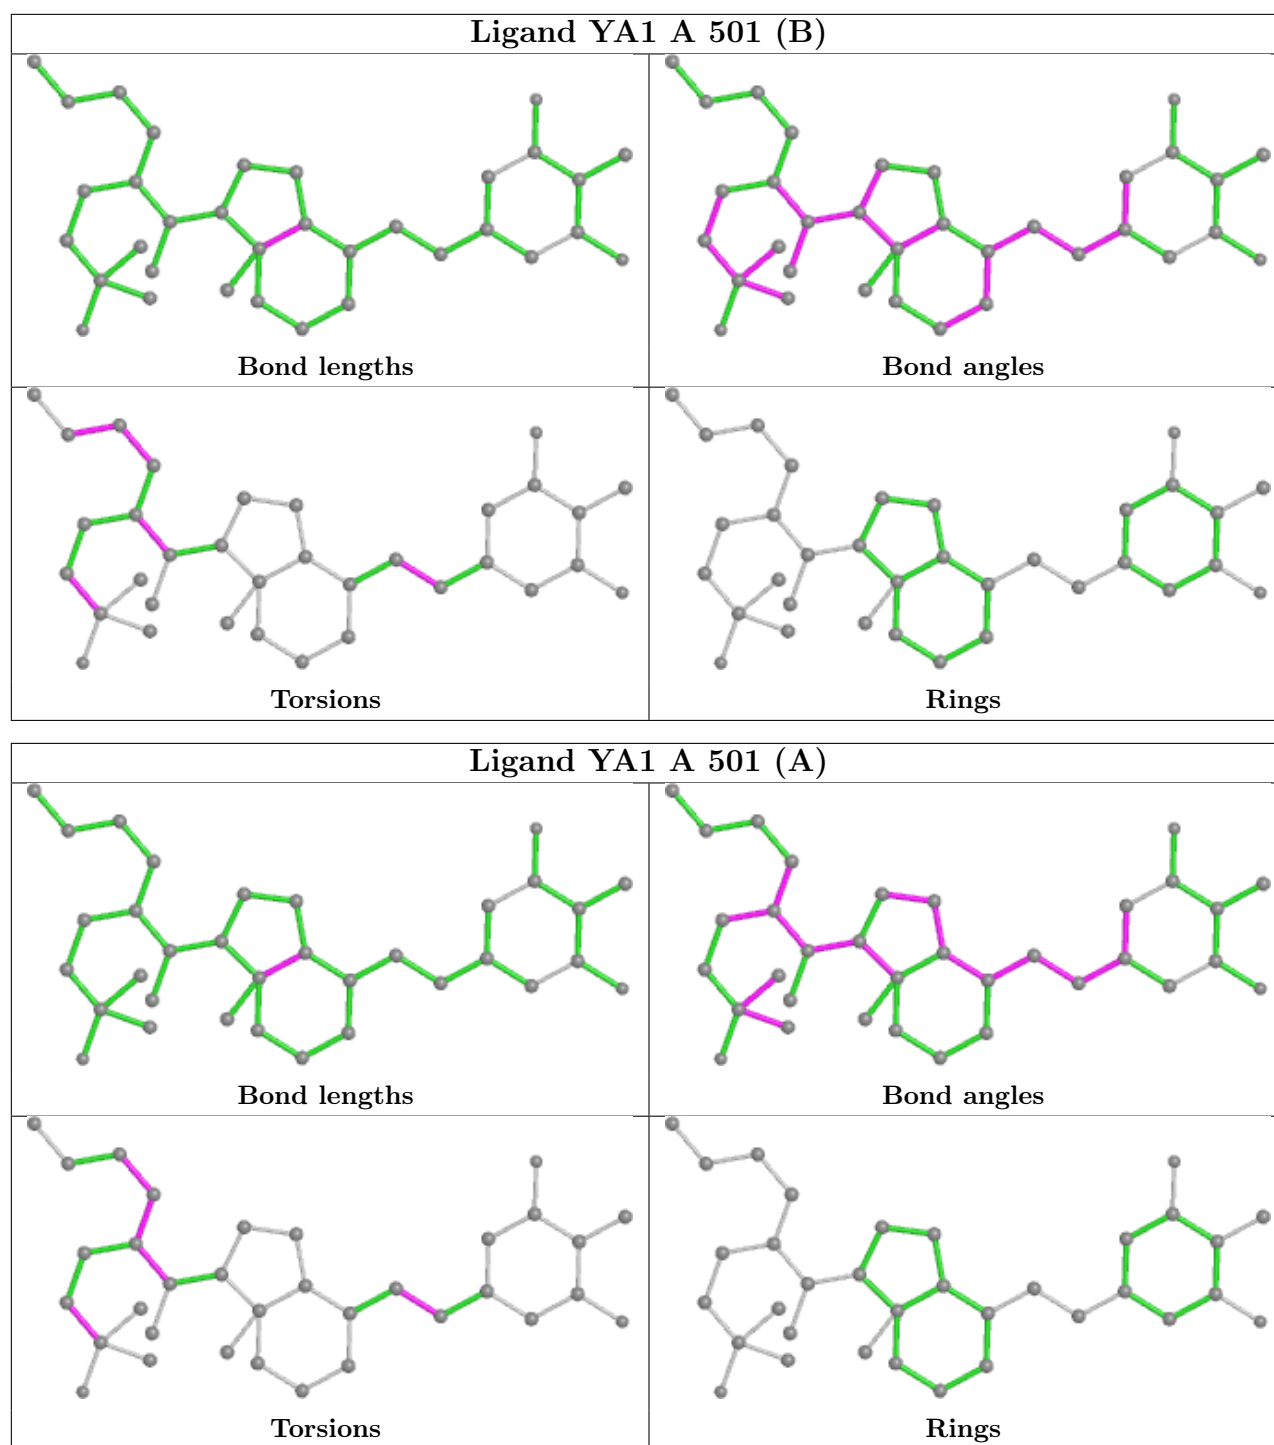 Ligand YA1 A 501 (B)
Bond lengths
Bond angles
Torsions
Rings
Ligand YA1 A 501 (A)
Bond lengths
Bond angles
Torsions
Rings